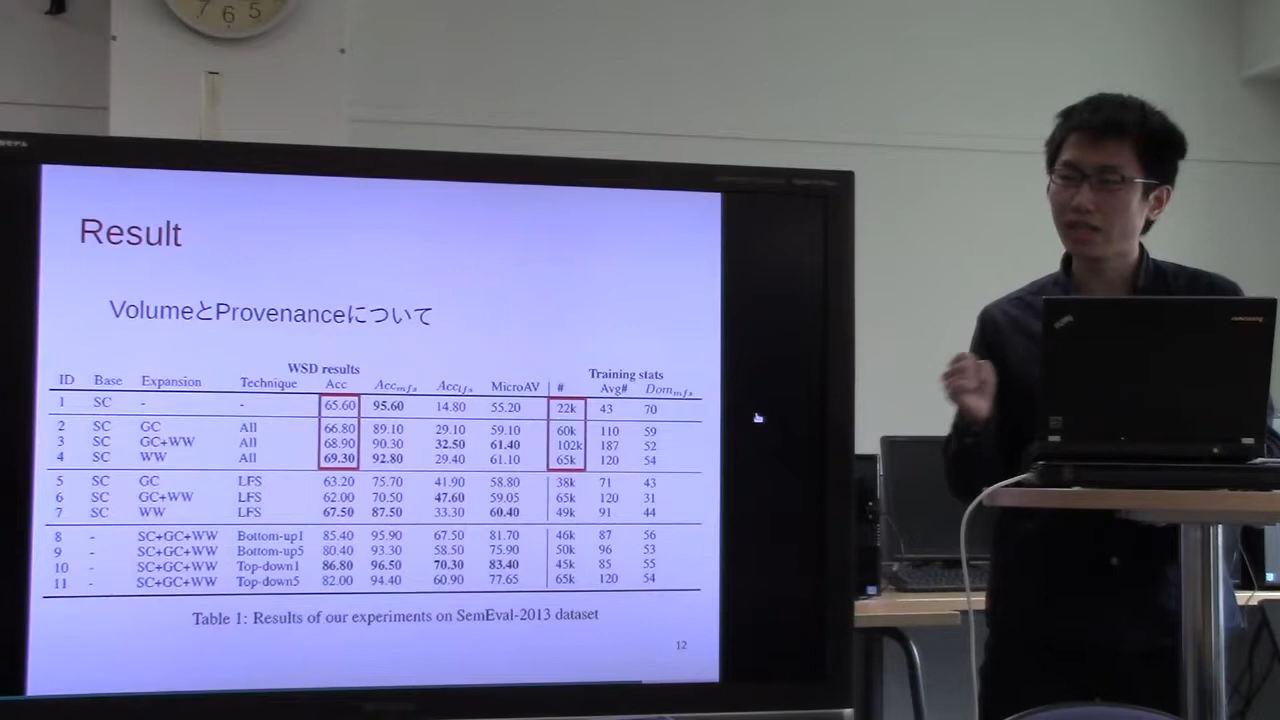 7 6 5
Result
VolumeとProvenanceについて
WSD results Training stats
ID Base Expansion Technique Acc Accmfs Acclfs MicroAV # Avg# Dommfs
1 SC - - 65.60 95.60 14.80 55.20 22k 43 70
2 SC GC All 66.80 89.10 29.10 59.10 60k 110 59
3 SC GC+WW All 68.90 90.30 32.50 61.40 102k 187 52
4 SC WW All 69.30 92.80 29.40 61.10 65k 120 54
5 SC GC LFS 63.20 75.70 41.90 58.80 38k 71 43
6 SC GC+WW LFS 62.00 70.50 47.60 59.05 65k 120 31
7 SC WW LFS 67.50 87.50 33.30 60.40 49k 91 44
8 - SC+GC+WW Bottom-up1 85.40 95.90 67.50 81.70 46k 87 56
9 - SC+GC+WW Bottom-up5 80.40 93.30 58.50 75.90 50k 96 53
10 - SC+GC+WW Top-down1 86.80 96.50 70.30 83.40 45k 85 55
11 - SC+GC+WW Top-down5 82.00 94.40 60.90 77.65 65k 120 54
Table 1: Results of our experiments on SemEval-2013 dataset
12